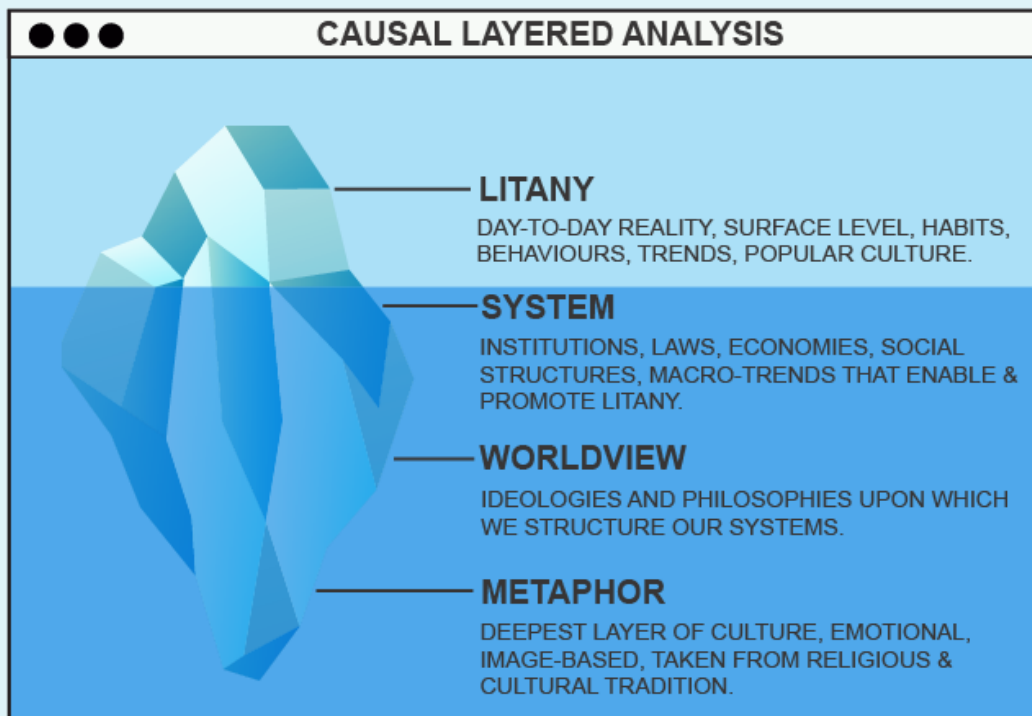 CAUSAL LAYERED ANALYSIS
LITANY
DAY-TO-DAY REALITY, SURFACE LEVEL, HABITS,
BEHAVIOURS, TRENDS, POPULAR CULTURE.
SYSTEM
INSTITUTIONS, LAWS, ECONOMIES, SOCIAL
STRUCTURES, MACRO-TRENDS THAT ENABLE &
PROMOTE LITANY.
WORLDVIEW
IDEOLOGIES AND PHILOSOPHIES UPON WHICH
WE STRUCTURE OUR SYSTEMS.
METAPHOR
DEEPEST LAYER OF CULTURE, EMOTIONAL,
IMAGE-BASED, TAKEN FROM RELIGIOUS &
CULTURAL TRADITION.